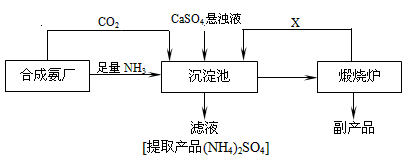 CO2
CaSO4悬浊液
X
合成氨厂
足量 NH3
沉淀池
煅烧炉
滤液
副产品
[提取产品(NH4)2SO4]